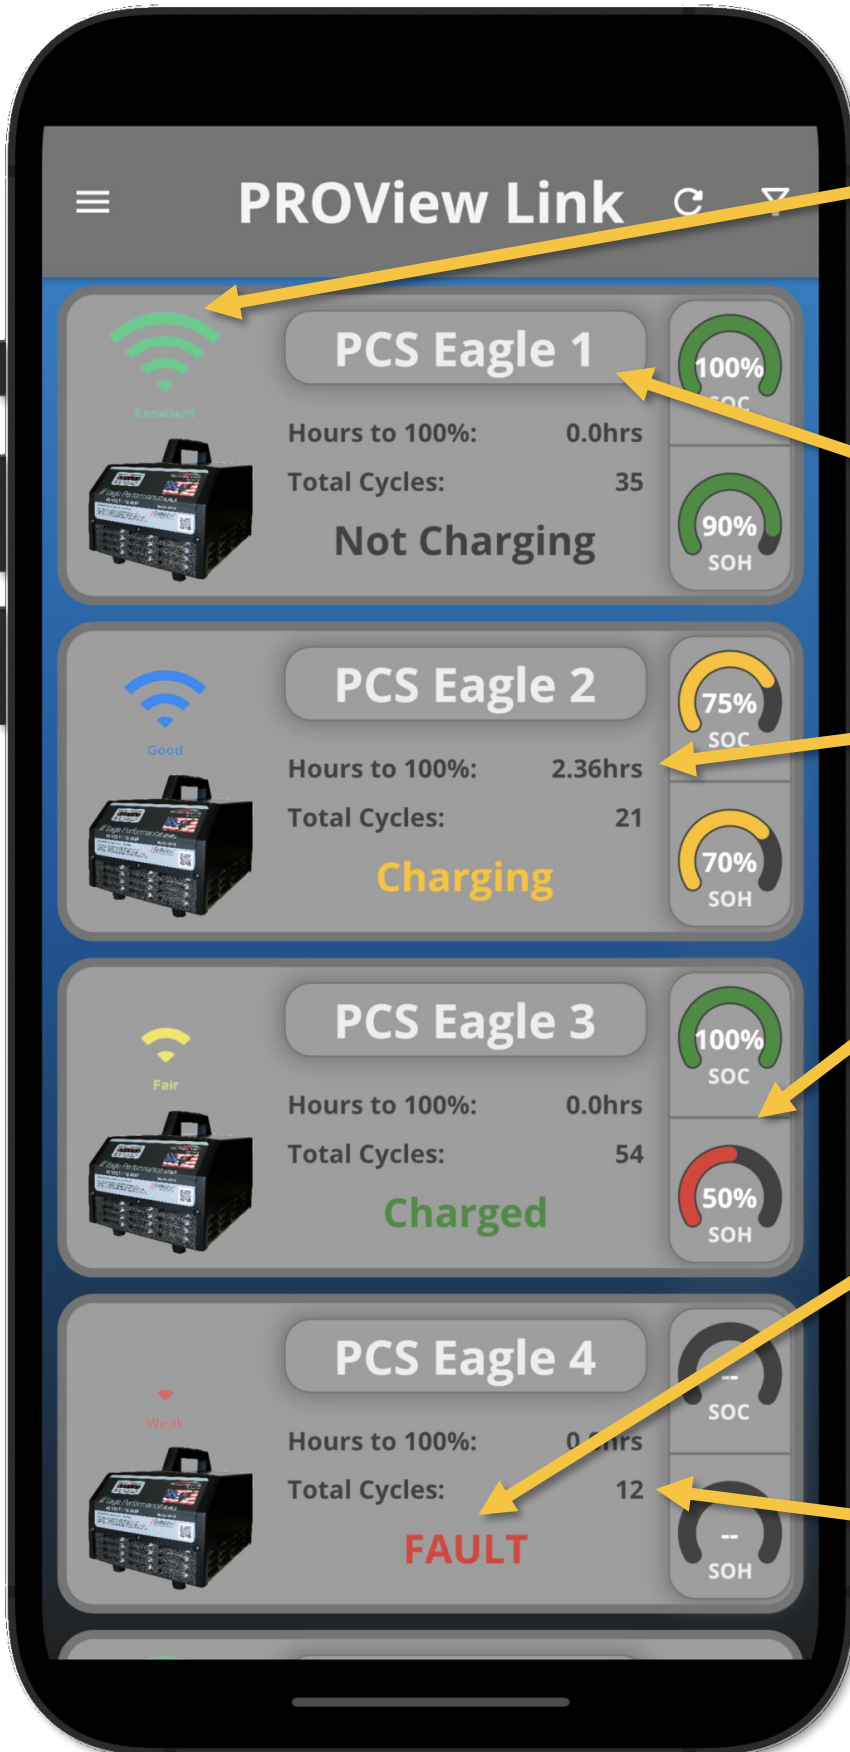 PROView Link
PCS Eagle 1
Excellent
100%
SOC
Hours to 100%: 0.0hrs
Total Cycles: 35
Not Charging
90%
SOH
PCS Eagle 2
Good
75%
SOC
Hours to 100%: 2.36hrs
Total Cycles: 21
Charging
70%
SOH
PCS Eagle 3
Fair
100%
SOC
Hours to 100%: 0.0hrs
Total Cycles: 54
Charged
50%
SOH
PCS Eagle 4
Weak
--
SOC
Hours to 100%: 0.0hrs
Total Cycles: 12
FAULT
--
SOH